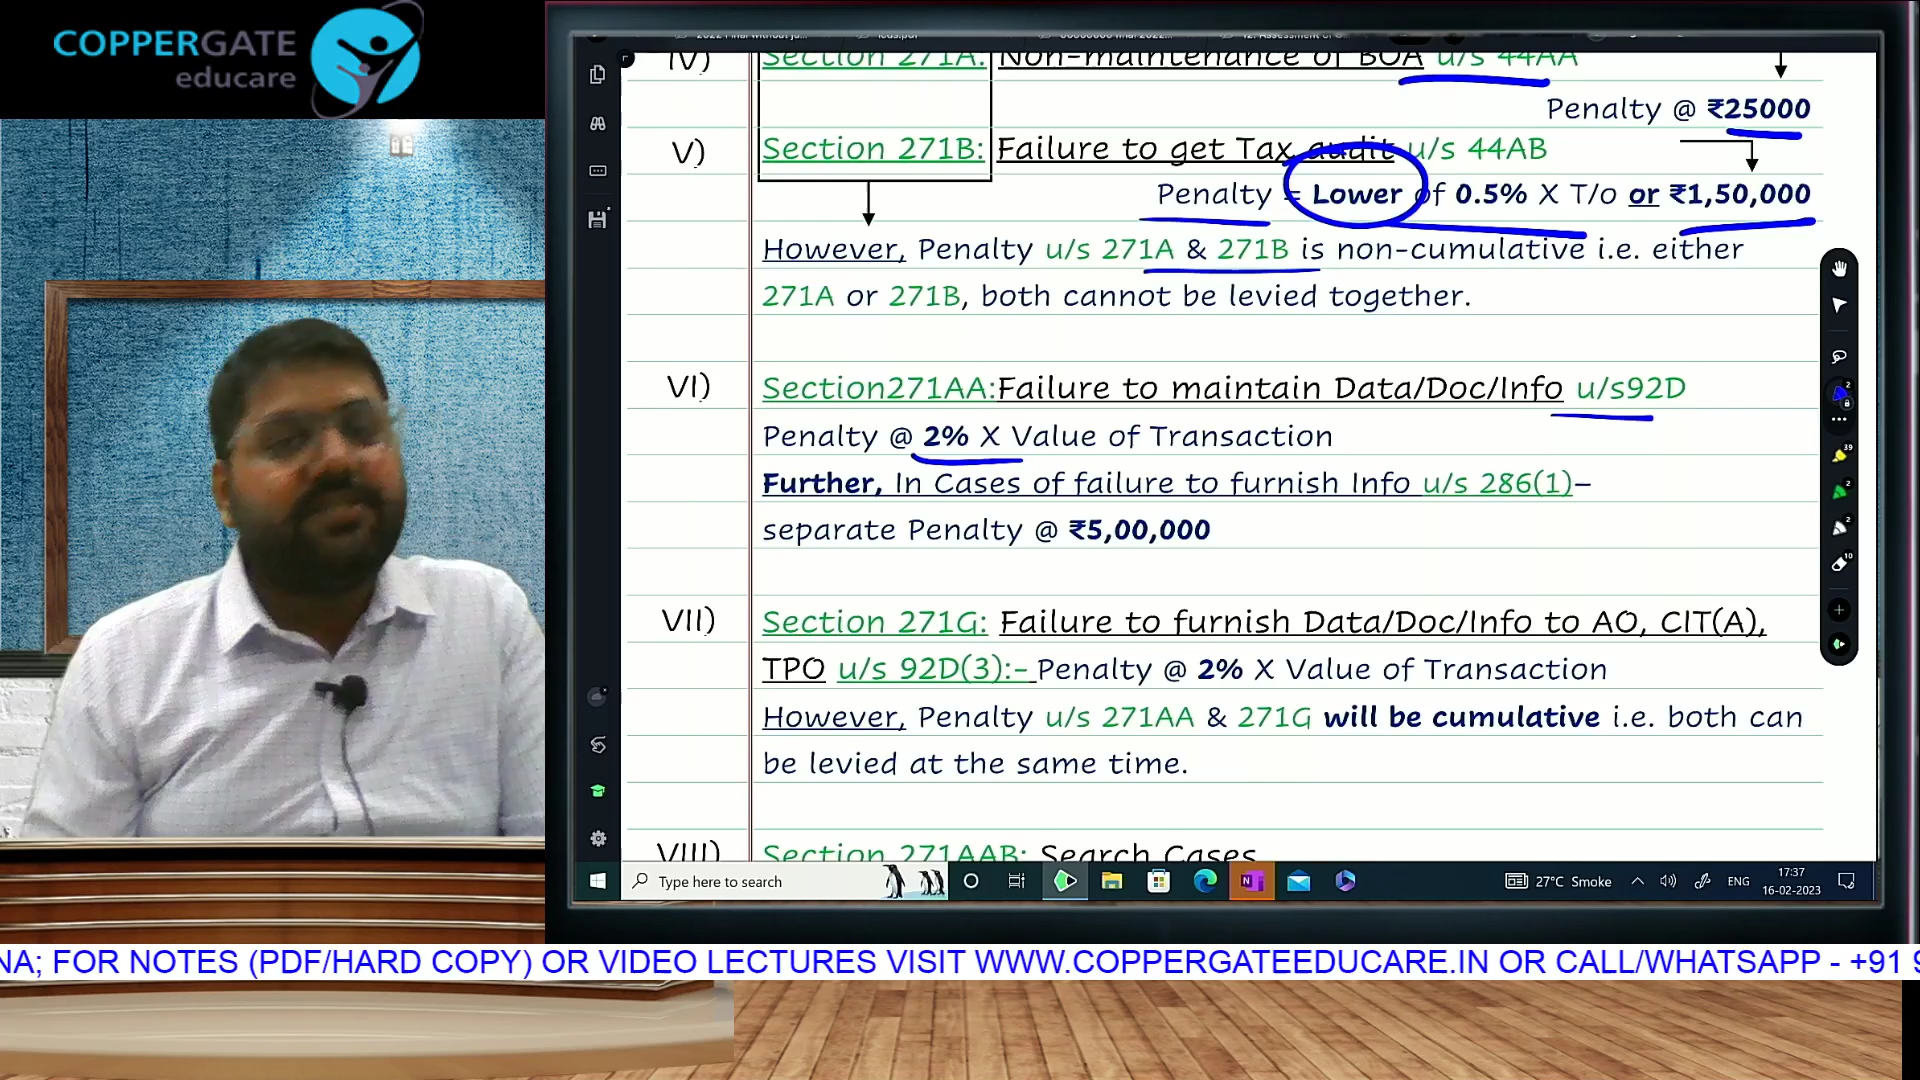 COPPERGATE
educare
IV) Section 271A: Non-maintenance of BOA u/s 44AA
Penalty @ ₹25000
V) Section 271B: Failure to get Tax audit u/s 44AB
Penalty = Lower of 0.5% X T/o or ₹1,50,000
However, Penalty u/s 271A & 271B is non-cumulative i.e. either
271A or 271B, both cannot be levied together.
VI) Section271AA:Failure to maintain Data/Doc/Info u/s92D
Penalty @ 2% X Value of Transaction
Further, In Cases of failure to furnish Info u/s 286(1)–
separate Penalty @ ₹5,00,000
VII) Section 271G: Failure to furnish Data/Doc/Info to AO, CIT(A),
TPO u/s 92D(3):- Penalty @ 2% X Value of Transaction
However, Penalty u/s 271AA & 271G will be cumulative i.e. both can
be levied at the same time.
VIII) Section 271AAB: Search Cases
Type here to search
27°C Smoke
ENG
17:37
16-02-2023
NA; FOR NOTES (PDF/HARD COPY) OR VIDEO LECTURES VISIT WWW.COPPERGATEEDUCARE.IN OR CALL/WHATSAPP - +91 9